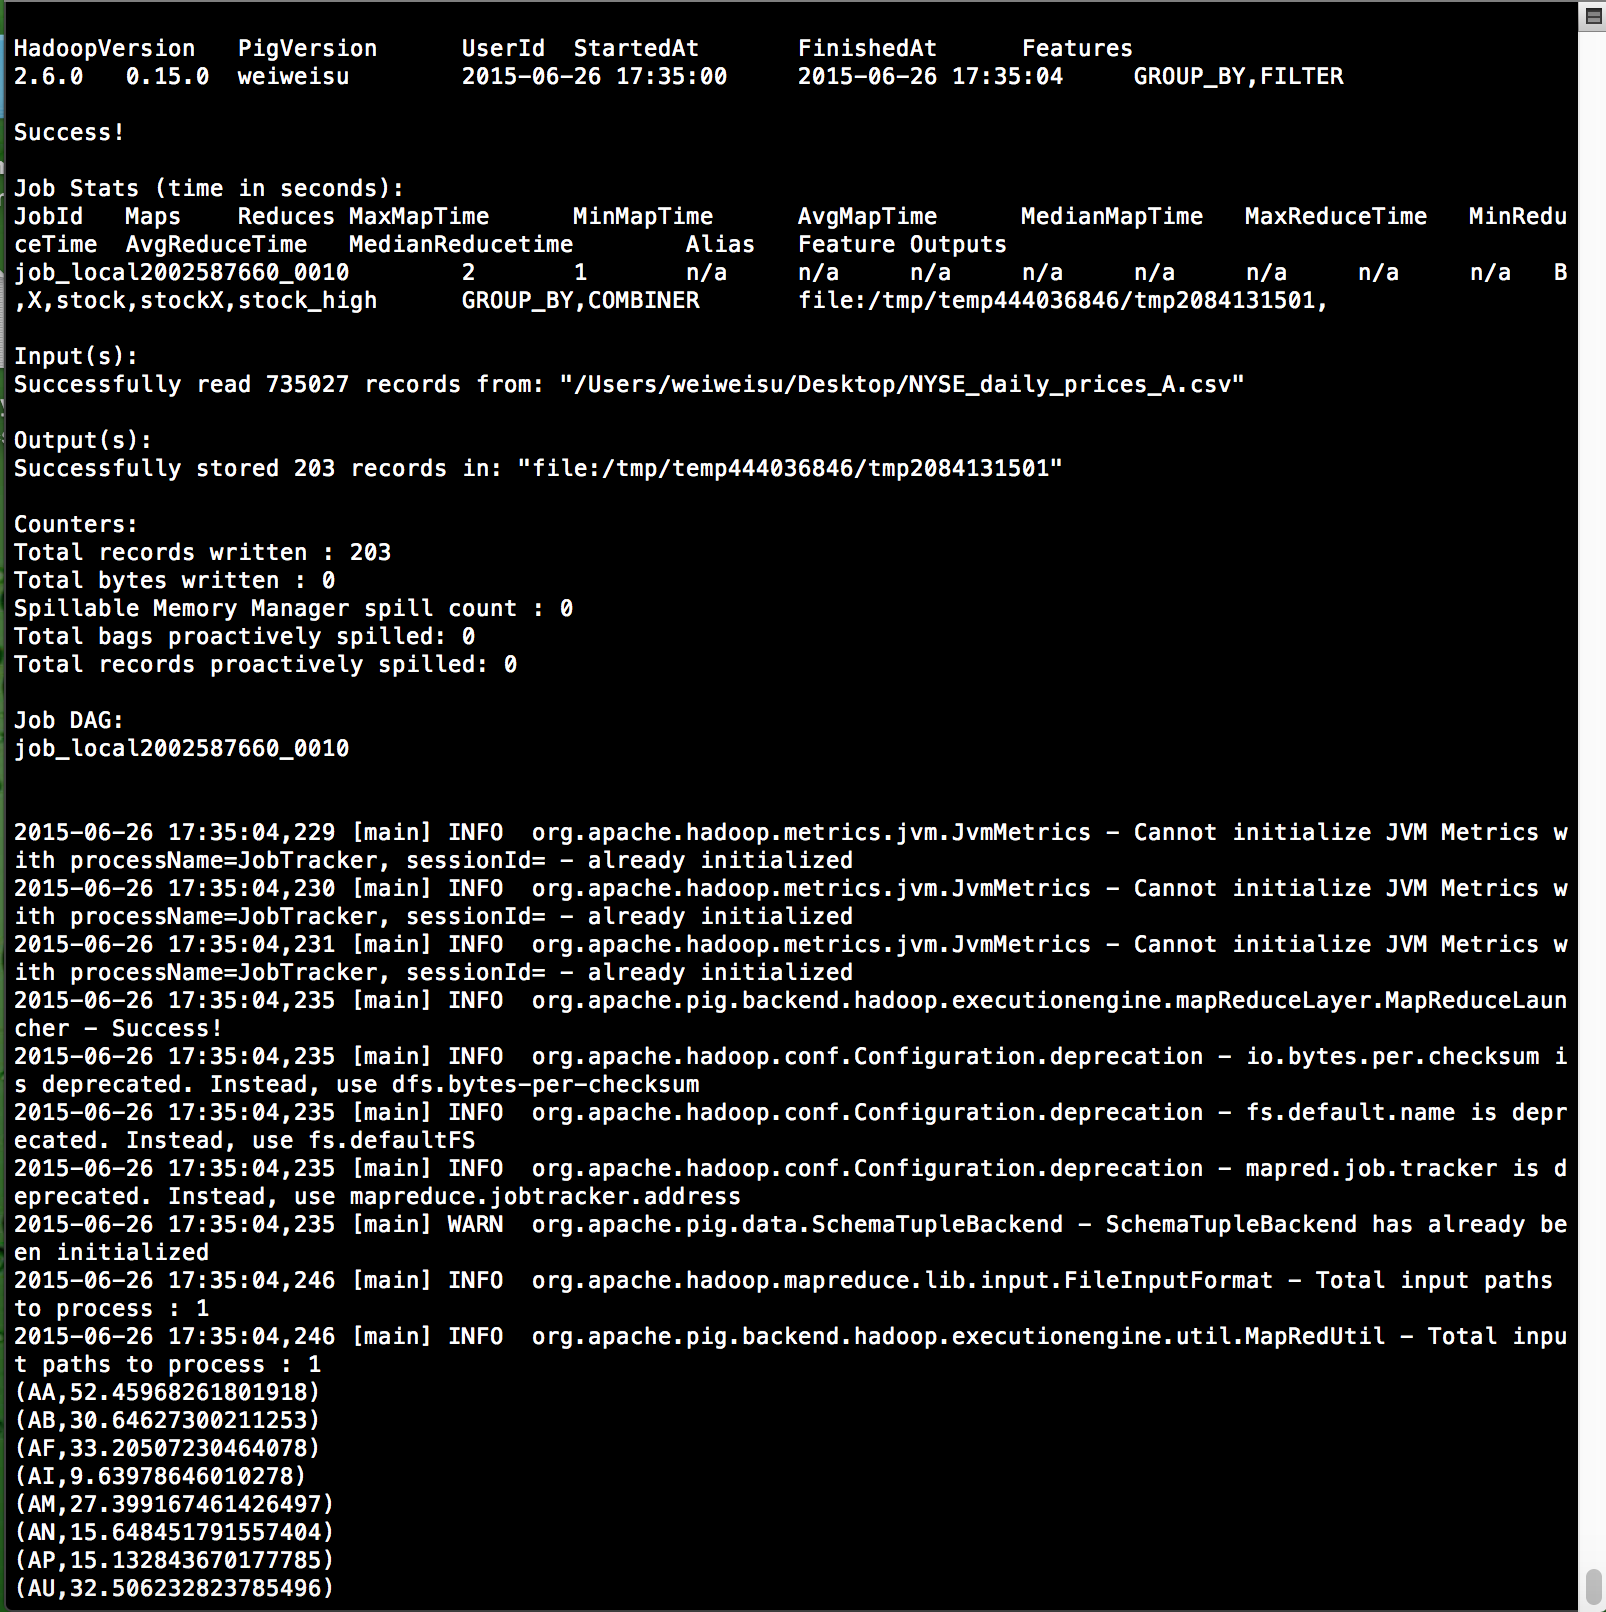 HadoopVersion   PigVersion      UserId  StartedAt       FinishedAt      Features
2.6.0   0.15.0  weiweisu        2015-06-26 17:35:00     2015-06-26 17:35:04     GROUP_BY,FILTER
Success!
Job Stats (time in seconds):
JobId   Maps    Reduces MaxMapTime      MinMapTime      AvgMapTime      MedianMapTime   MaxReduceTime   MinRedu
ceTime  AvgReduceTime   MedianReducetime        Alias   Feature Outputs
job_local2002587660_0010        2       1       n/a     n/a     n/a     n/a     n/a     n/a     n/a     n/a   B
,X,stock,stockX,stock_high      GROUP_BY,COMBINER       file:/tmp/temp444036846/tmp2084131501,
Input(s):
Successfully read 735027 records from: "/Users/weiweisu/Desktop/NYSE_daily_prices_A.csv"
Output(s):
Successfully stored 203 records in: "file:/tmp/temp444036846/tmp2084131501"
Counters:
Total records written : 203
Total bytes written : 0
Spillable Memory Manager spill count : 0
Total bags proactively spilled: 0
Total records proactively spilled: 0
Job DAG:
job_local2002587660_0010
2015-06-26 17:35:04,229 [main] INFO  org.apache.hadoop.metrics.jvm.JvmMetrics - Cannot initialize JVM Metrics w
ith processName=JobTracker, sessionId= - already initialized
2015-06-26 17:35:04,230 [main] INFO  org.apache.hadoop.metrics.jvm.JvmMetrics - Cannot initialize JVM Metrics w
ith processName=JobTracker, sessionId= - already initialized
2015-06-26 17:35:04,231 [main] INFO  org.apache.hadoop.metrics.jvm.JvmMetrics - Cannot initialize JVM Metrics w
ith processName=JobTracker, sessionId= - already initialized
2015-06-26 17:35:04,235 [main] INFO  org.apache.pig.backend.hadoop.executionengine.mapReduceLayer.MapReduceLaun
cher - Success!
2015-06-26 17:35:04,235 [main] INFO  org.apache.hadoop.conf.Configuration.deprecation - io.bytes.per.checksum i
s deprecated. Instead, use dfs.bytes-per-checksum
2015-06-26 17:35:04,235 [main] INFO  org.apache.hadoop.conf.Configuration.deprecation - fs.default.name is depr
ecated. Instead, use fs.defaultFS
2015-06-26 17:35:04,235 [main] INFO  org.apache.hadoop.conf.Configuration.deprecation - mapred.job.tracker is d
eprecated. Instead, use mapreduce.jobtracker.address
2015-06-26 17:35:04,235 [main] WARN  org.apache.pig.data.SchemaTupleBackend - SchemaTupleBackend has already be
en initialized
2015-06-26 17:35:04,246 [main] INFO  org.apache.hadoop.mapreduce.lib.input.FileInputFormat - Total input paths
to process : 1
2015-06-26 17:35:04,246 [main] INFO  org.apache.pig.backend.hadoop.executionengine.util.MapRedUtil - Total inpu
t paths to process : 1
(AA,52.45968261801918)
(AB,30.64627300211253)
(AF,33.20507230464078)
(AI,9.63978646010278)
(AM,27.399167461426497)
(AN,15.648451791557404)
(AP,15.132843670177785)
(AU,32.506232823785496)